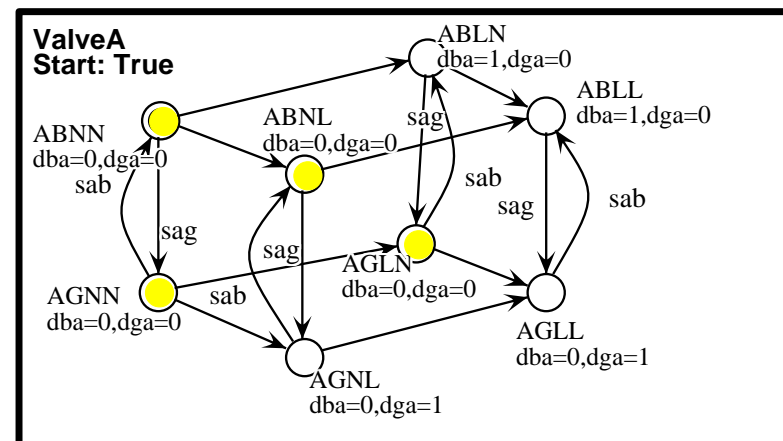 ValveA
Start: True
ABLN
dba=1,dga=0
ABLL
dba=1,dga=0
ABNL
dba=0,dga=0
ABNN
dba=0,dga=0
sag
sab
sab
sab
sag
sag
sag
AGLN
dba=0,dga=0
AGNN
dba=0,dga=0
sab
AGLL
dba=0,dga=1
AGNL
dba=0,dga=1